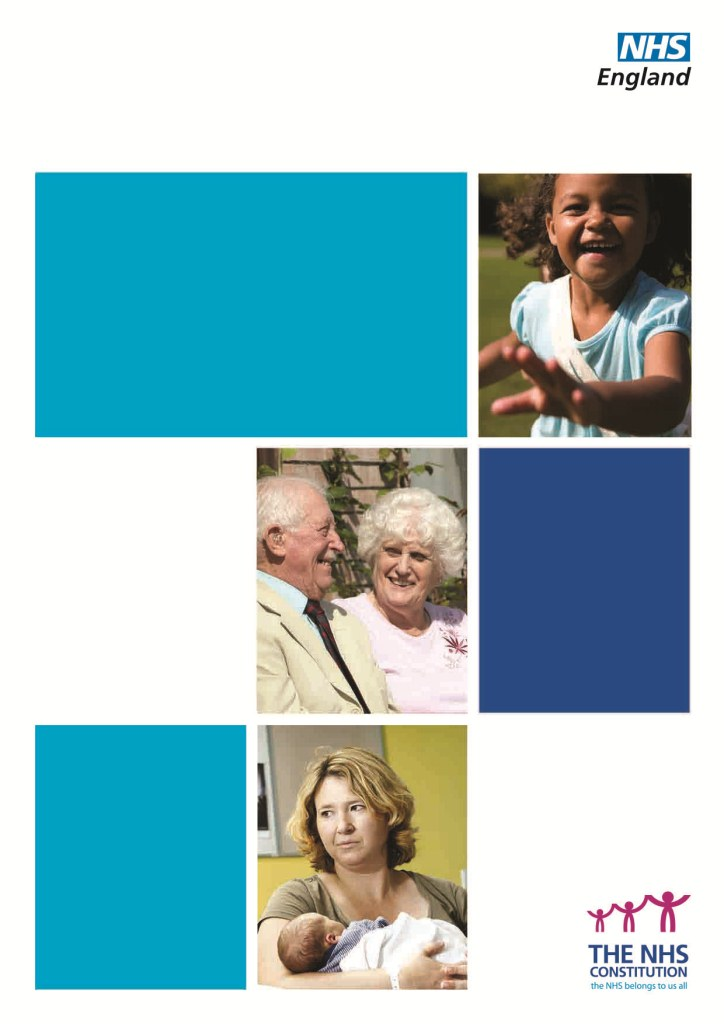 NHS
England
THE NHS
CONSTITUTION
the NHS belongs to us all